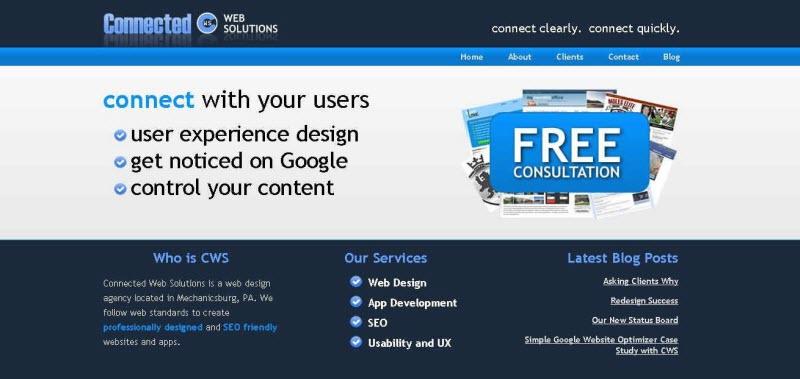 Connected CWS WEB SOLUTIONS
connect clearly. connect quickly.
Home About Clients Contact Blog
connect with your users
user experience design
get noticed on Google
control your content
FREE
CONSULTATION
Who is CWS
Connected Web Solutions is a web design
agency located in Mechanicsburg, PA. We
follow web standards to create
professionally designed and SEO friendly
websites and apps.
Our Services
Web Design
App Development
SEO
Usability and UX
Latest Blog Posts
Asking Clients Why
Redesign Success
Our New Status Board
Simple Google Website Optimizer Case
Study with CWS